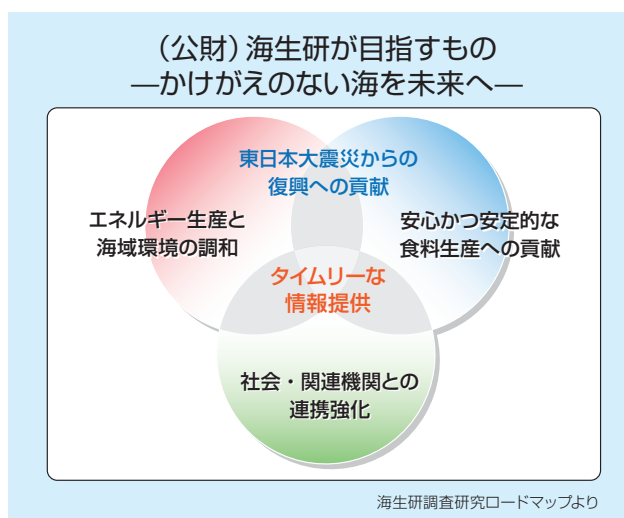 (公財)海生研が目指すもの
―かけがえのない海を未来へ―
東日本大震災からの
復興への貢献
エネルギー生産と
海域環境の調和
安心かつ安定的な
食料生産への貢献
タイムリーな
情報提供
社会・関連機関との
連携強化
海生研調査研究ロードマップより